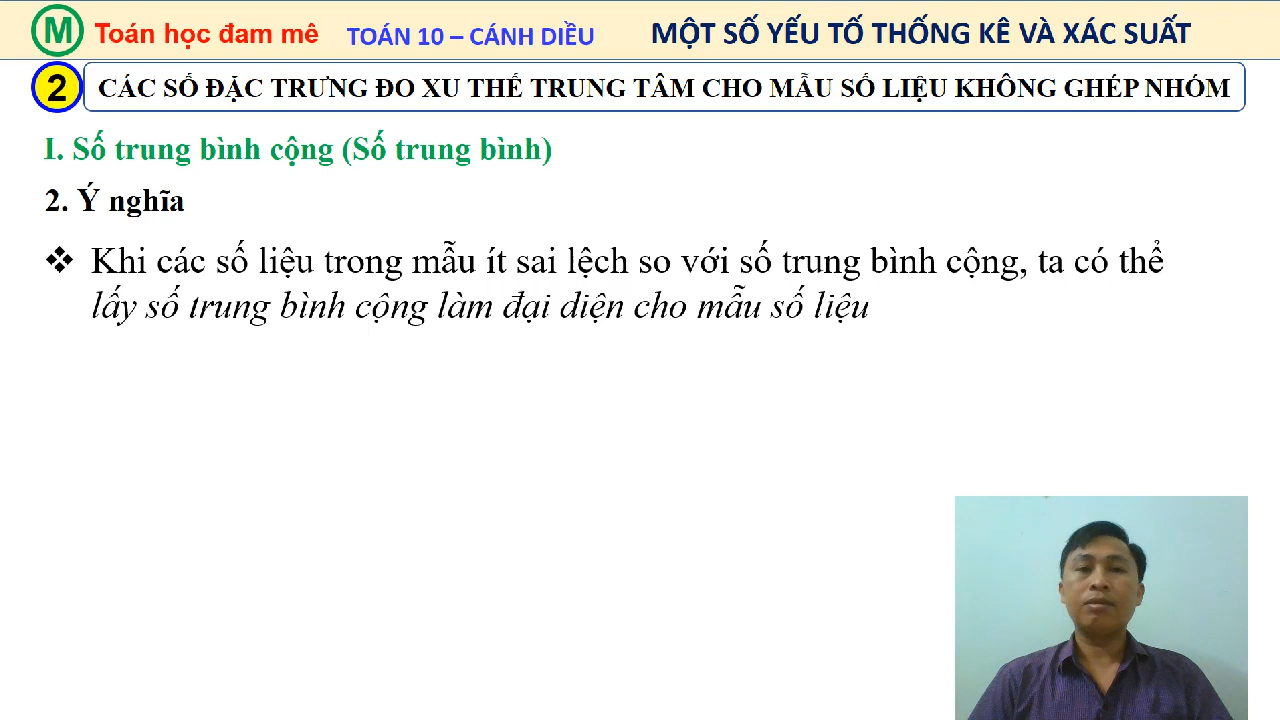 M Toán học đam mê TOÁN 10 – CÁNH DIỀU MỘT SỐ YẾU TỐ THỐNG KÊ VÀ XÁC SUẤT
2 CÁC SỐ ĐẶC TRƯNG ĐO XU THẾ TRUNG TÂM CHO MẪU SỐ LIỆU KHÔNG GHÉP NHÓM
I. Số trung bình cộng (Số trung bình)
2. Ý nghĩa
❖ Khi các số liệu trong mẫu ít sai lệch so với số trung bình cộng, ta có thể
lấy số trung bình cộng làm đại diện cho mẫu số liệu